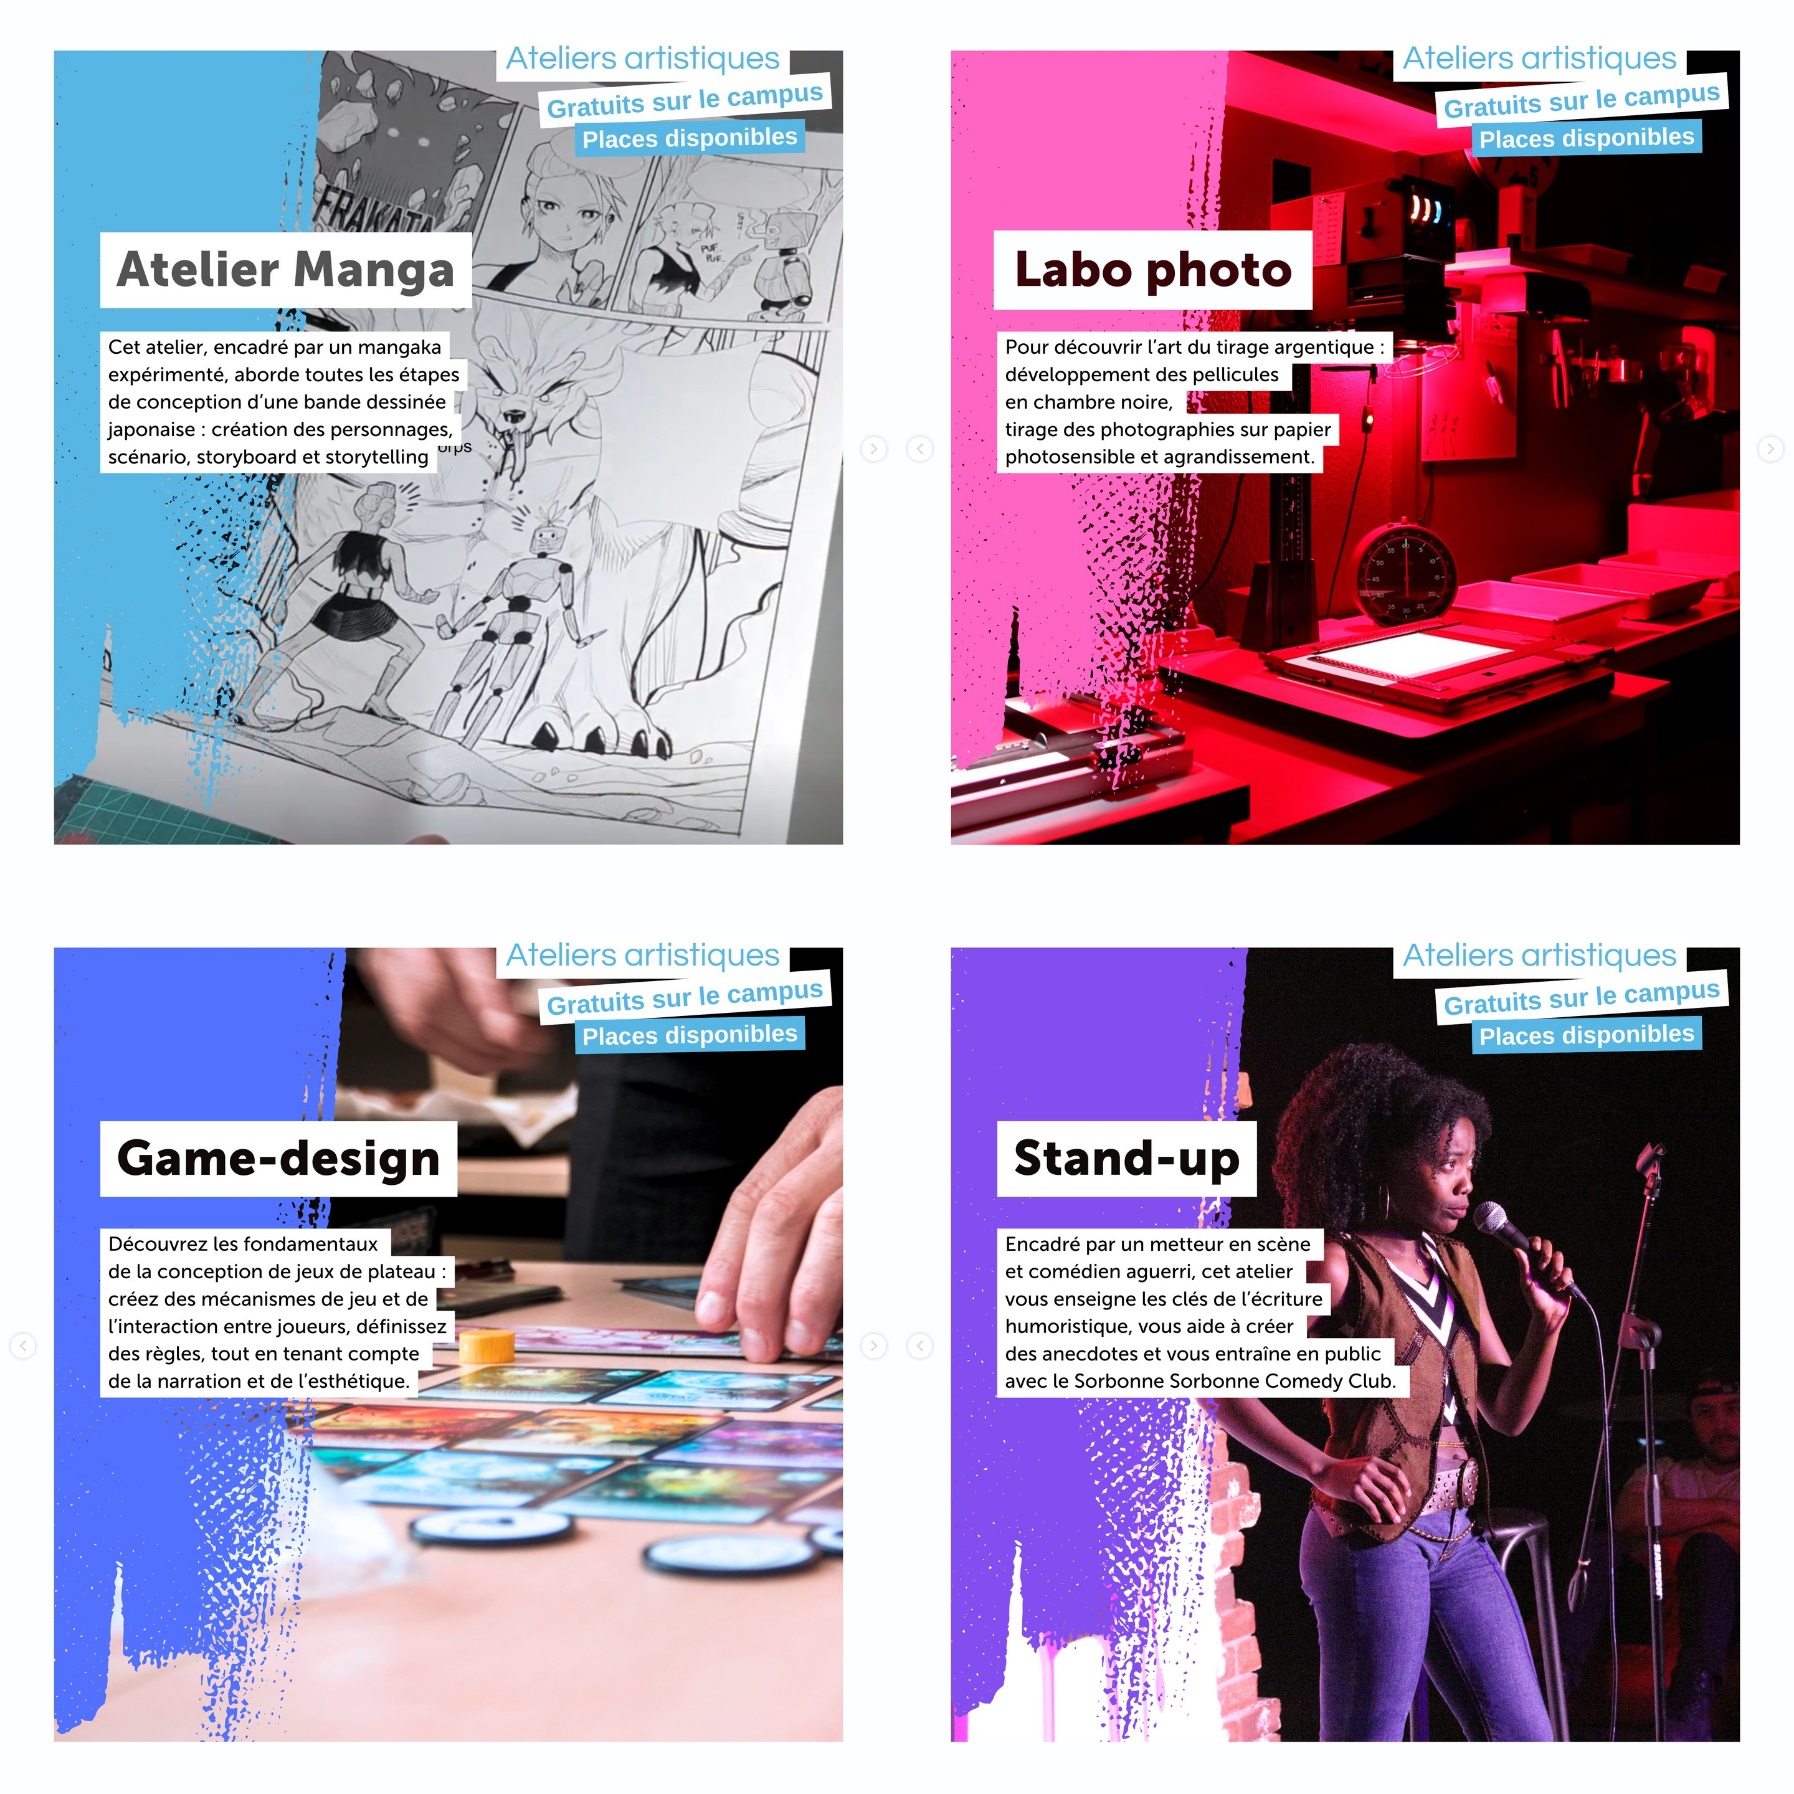 Ateliers artistiques
Gratuits sur le campus
Places disponibles
FRAKATA
PUF
PUF
Atelier Manga
Cet atelier, encadré par un mangaka
expérimenté, aborde toutes les étapes
de conception d’une bande dessinée
japonaise : création des personnages,
scénario, storyboard et storytelling
orps
Ateliers artistiques
Gratuits sur le campus
Places disponibles
Labo photo
Pour découvrir l’art du tirage argentique :
développement des pellicules
en chambre noire,
tirage des photographies sur papier
photosensible et agrandissement.
Ateliers artistiques
Gratuits sur le campus
Places disponibles
Game-design
Découvrez les fondamentaux
de la conception de jeux de plateau :
créez des mécanismes de jeu et de
l’interaction entre joueurs, définissez
des règles, tout en tenant compte
de la narration et de l’esthétique.
Ateliers artistiques
Gratuits sur le campus
Places disponibles
Stand-up
Encadré par un metteur en scène
et comédien aguerri, cet atelier
vous enseigne les clés de l’écriture
humoristique, vous aide à créer
des anecdotes et vous entraîne en public
avec le Sorbonne Sorbonne Comedy Club.